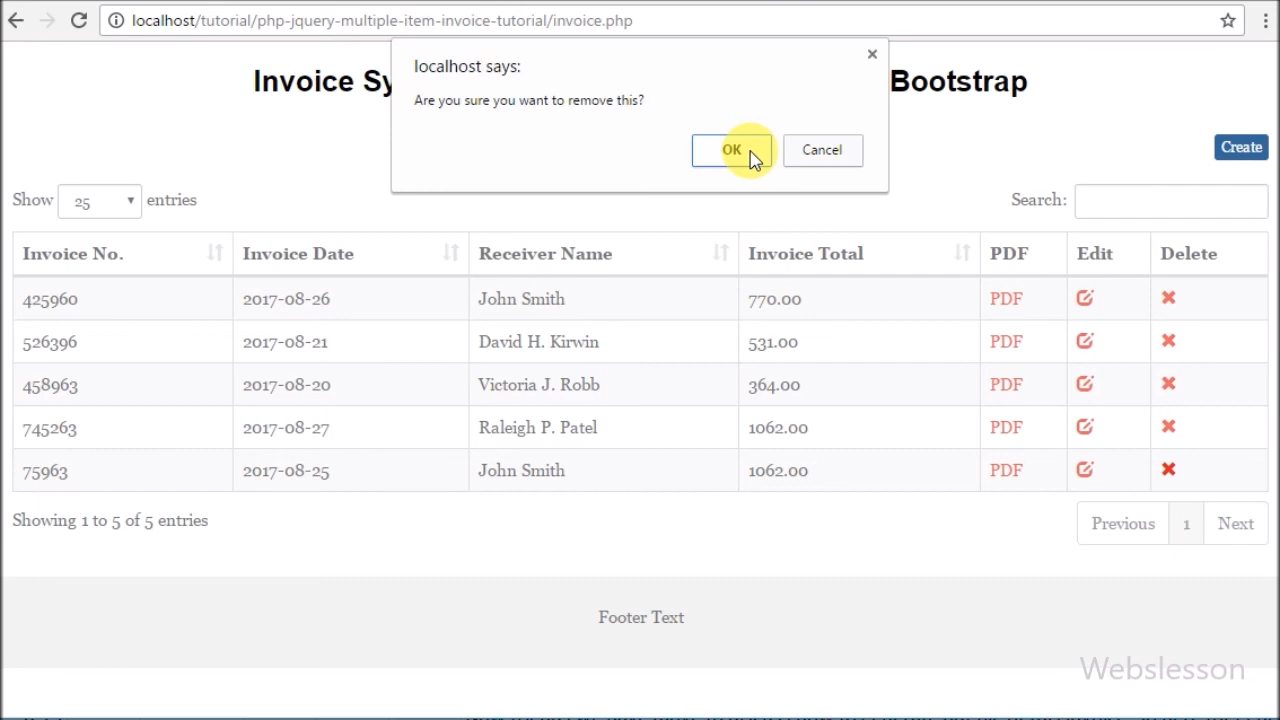 localhost/tutorial/php-jquery-multiple-item-invoice-tutorial/invoice.php
localhost says:
Are you sure you want to remove this?
OK
Cancel
Invoice Bootstrap
Create
Show 25 entries
Search:
Invoice No. Invoice Date Receiver Name Invoice Total PDF Edit Delete
425960 2017-08-26 John Smith 770.00 PDF
526396 2017-08-21 David H. Kirwin 531.00 PDF
458963 2017-08-20 Victoria J. Robb 364.00 PDF
745263 2017-08-27 Raleigh P. Patel 1062.00 PDF
75963 2017-08-25 John Smith 1062.00 PDF
Showing 1 to 5 of 5 entries
Previous 1 Next
Footer Text
Webslesson